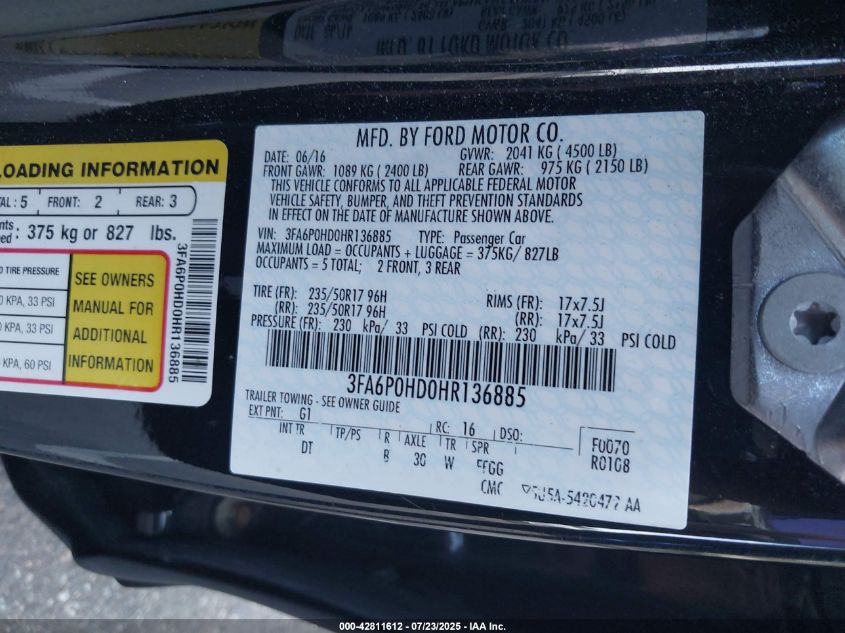 LOADING INFORMATION
TAL : 5 FRONT: 2 REAR: 3
375 kg or 827 lbs.
TIRE PRESSURE
KPA, 33 PSI
KPA, 33 PSI
KPA, 60 PSI
SEE OWNERS
MANUAL FOR
ADDITIONAL
INFORMATION
3FA6P0HD0HR136885
MFD. BY FORD MOTOR CO.
DATE: 06/16 GVWR: 2041 KG ( 4500 LB)
FRONT GAWR: 1089 KG ( 2400 LB) REAR GAWR: 975 KG ( 2150 LB)
THIS VEHICLE CONFORMS TO ALL APPLICABLE FEDERAL MOTOR
VEHICLE SAFETY, BUMPER, AND THEFT PREVENTION STANDARDS
IN EFFECT ON THE DATE OF MANUFACTURE SHOWN ABOVE.
VIN: 3FA6P0HD0HR136885 TYPE: Passenger Car
MAXIMUM LOAD = OCCUPANTS + LUGGAGE = 375KG/ 827LB
OCCUPANTS = 5 TOTAL; 2 FRONT, 3 REAR
TIRE (FR): 235/50R17 96H RIMS (FR): 17x7.5J
(RR): 235/50R17 96H (RR): 17x7.5J
PRESSURE (FR): 230 kPa/ 33 PSI COLD (RR): 230 kPa/33 PSI COLD
3FA6P0HD0HR136885
TRAILER TOWING - SEE OWNER GUIDE
EXT PNT: G1 RC: 16 DSO: F0070
INT TR TP/PS R AXLE TR SPR R0108
DT B 30 W FFGG
CMC
000-42811612 | 07/23/2025 | IAA Inc.